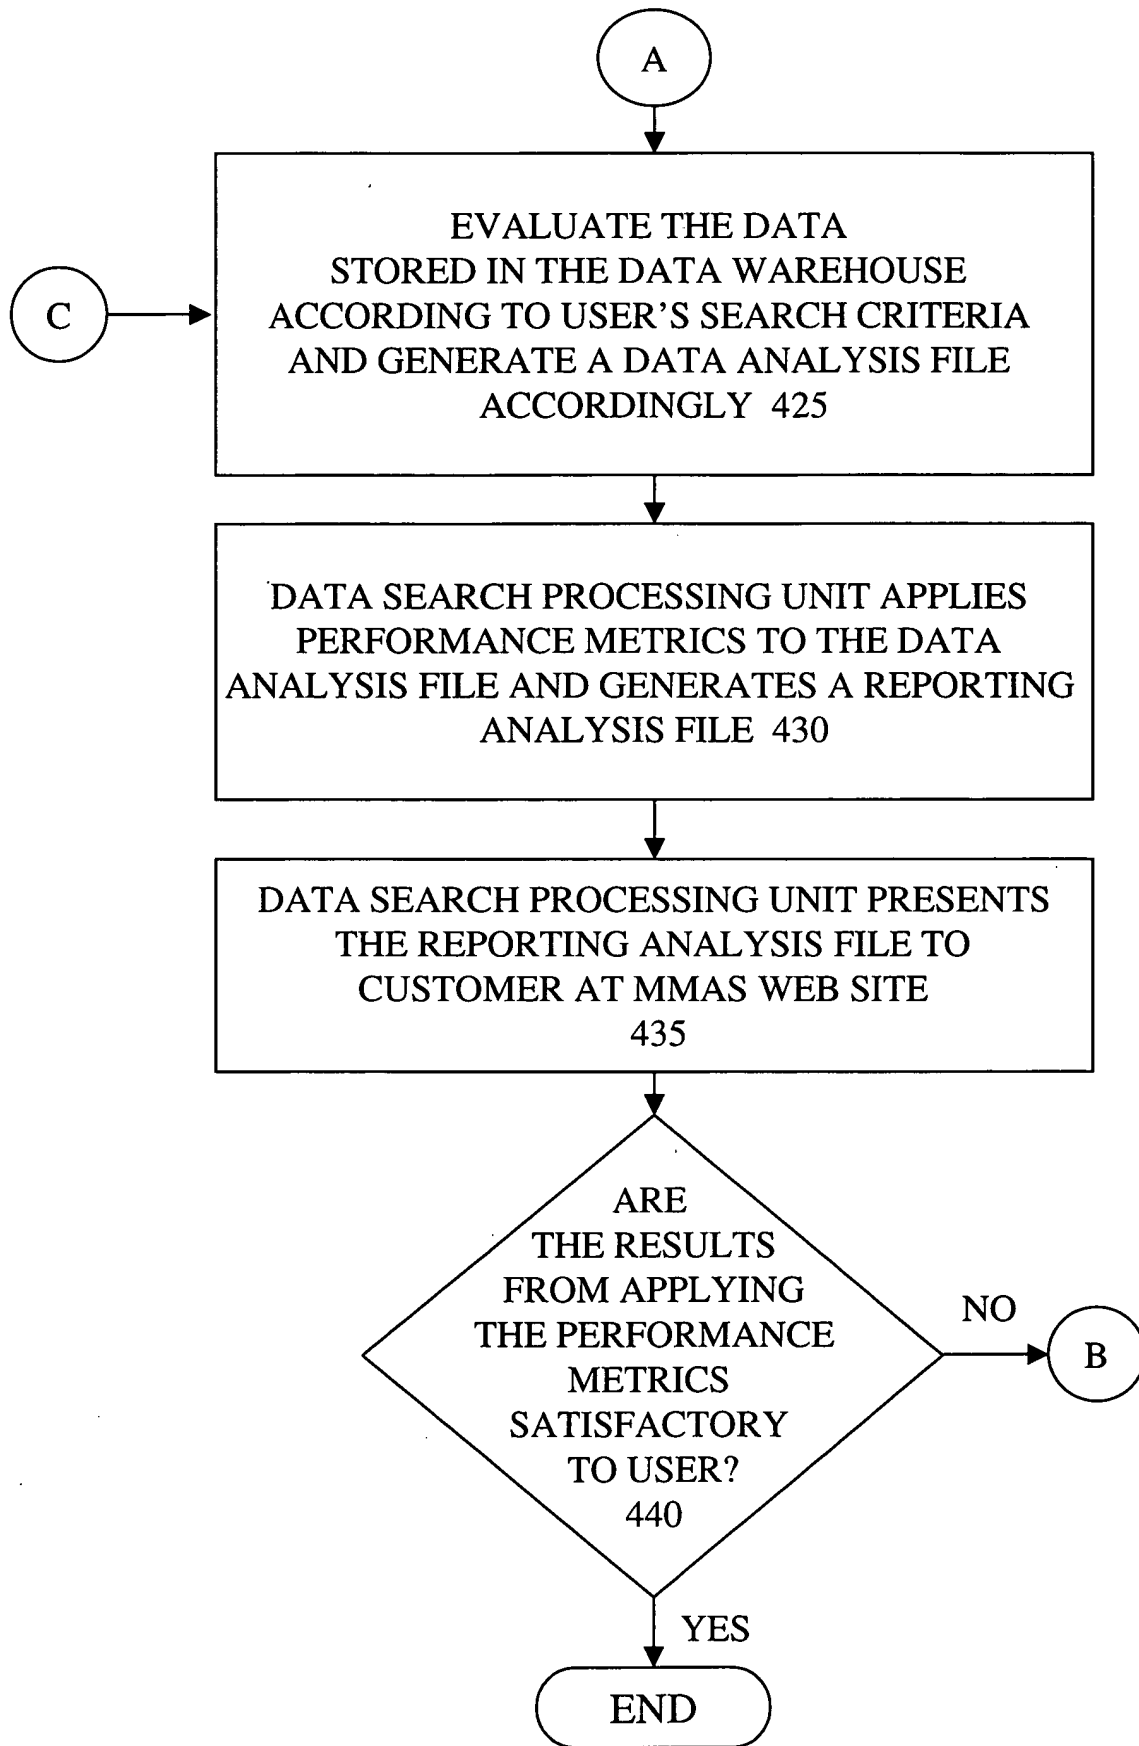 A
EVALUATE THE DATA
STORED IN THE DATA WAREHOUSE
ACCORDING TO USER'S SEARCH CRITERIA
AND GENERATE A DATA ANALYSIS FILE
ACCORDINGLY 425
C
DATA SEARCH PROCESSING UNIT APPLIES
PERFORMANCE METRICS TO THE DATA
ANALYSIS FILE AND GENERATES A REPORTING
ANALYSIS FILE 430
DATA SEARCH PROCESSING UNIT PRESENTS
THE REPORTING ANALYSIS FILE TO
CUSTOMER AT MMAS WEB SITE
435
ARE
THE RESULTS
FROM APPLYING
THE PERFORMANCE
METRICS
SATISFACTORY
TO USER?
440
NO
B
YES
END